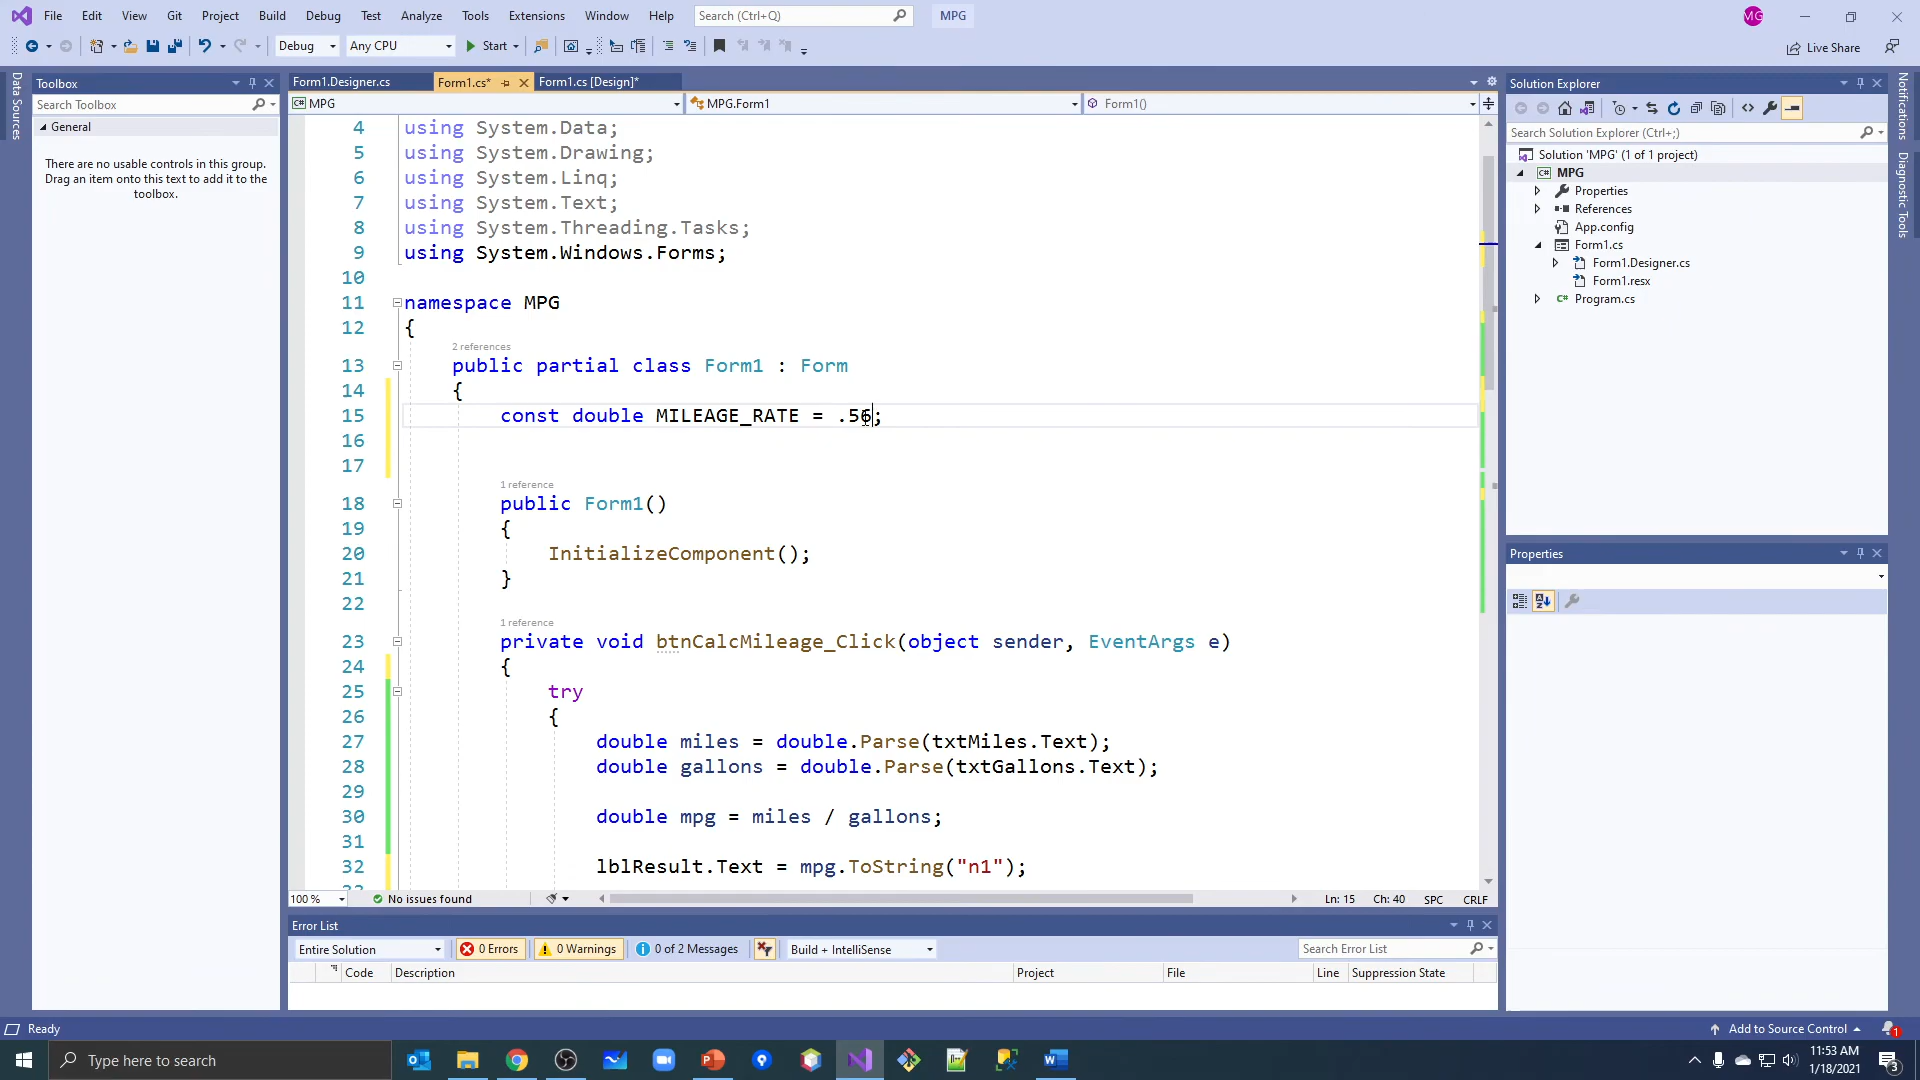 File Edit View Git Project Build Debug Test Analyze Tools Extensions Window Help Search (Ctrl+Q) MPG MG
Debug Any CPU Start Live Share
Data Sources
Toolbox
Search Toolbox
General
There are no usable controls in this group.
Drag an item onto this text to add it to the
toolbox.
Form1.Designer.cs Form1.cs* Form1.cs [Design]*
MPG MPG.Form1 Form1()
4 using System.Data;
5 using System.Drawing;
6 using System.Linq;
7 using System.Text;
8 using System.Threading.Tasks;
9 using System.Windows.Forms;
10
11 namespace MPG
12 {
2 references
13 public partial class Form1 : Form
14 {
15 const double MILEAGE_RATE = .56;
16
17
1 reference
18 public Form1()
19 {
20 InitializeComponent();
21 }
22
1 reference
23 private void btnCalcMileage_Click(object sender, EventArgs e)
24 {
25 try
26 {
27 double miles = double.Parse(txtMiles.Text);
28 double gallons = double.Parse(txtGallons.Text);
29
30 double mpg = miles / gallons;
31
32 lblResult.Text = mpg.ToString("n1");
100 % No issues found Ln: 15 Ch: 40 SPC CRLF
Error List
Entire Solution 0 Errors 0 Warnings 0 of 2 Messages Build + IntelliSense Search Error List
Code Description Project File Line Suppression State
Solution Explorer
Search Solution Explorer (Ctrl+;)
Solution 'MPG' (1 of 1 project)
C# MPG
Properties
References
App.config
Form1.cs
Form1.Designer.cs
Form1.resx
C# Program.cs
Properties
Notifications
Diagnostic Tools
Ready Add to Source Control 1
Type here to search
11:53 AM
1/18/2021
3